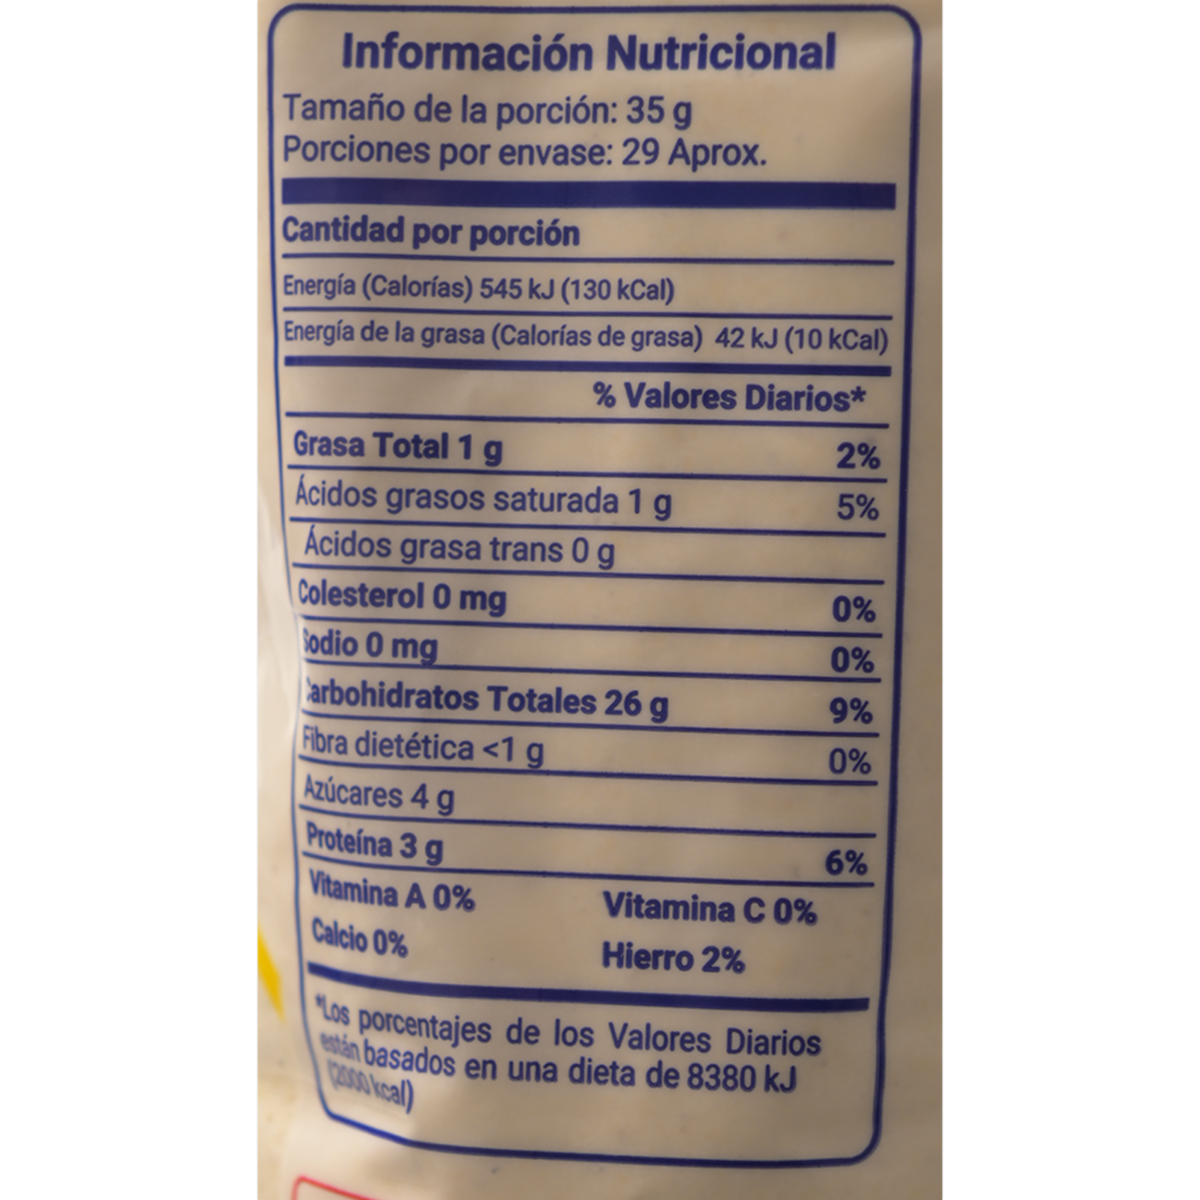 Información Nutricional
Tamaño de la porción: 35 g
Porciones por envase: 29 Aprox.
Cantidad por porción
Energía (Calorías) 545 kJ (130 kCal)
Energía de la grasa (Calorías de grasa) 42 kJ (10 kCal)
% Valores Diarios*
Grasa Total 1 g 2%
Ácidos grasos saturada 1 g 5%
Ácidos grasa trans 0 g
Colesterol 0 mg 0%
Sodio 0 mg 0%
Carbohidratos Totales 26 g 9%
Fibra dietética <1 g 0%
Azúcares 4 g
Proteína 3 g 6%
Vitamina A 0% Vitamina C 0%
Calcio 0% Hierro 2%
*Los porcentajes de los Valores Diarios
están basados en una dieta de 8380 kJ
(2000 kcal)